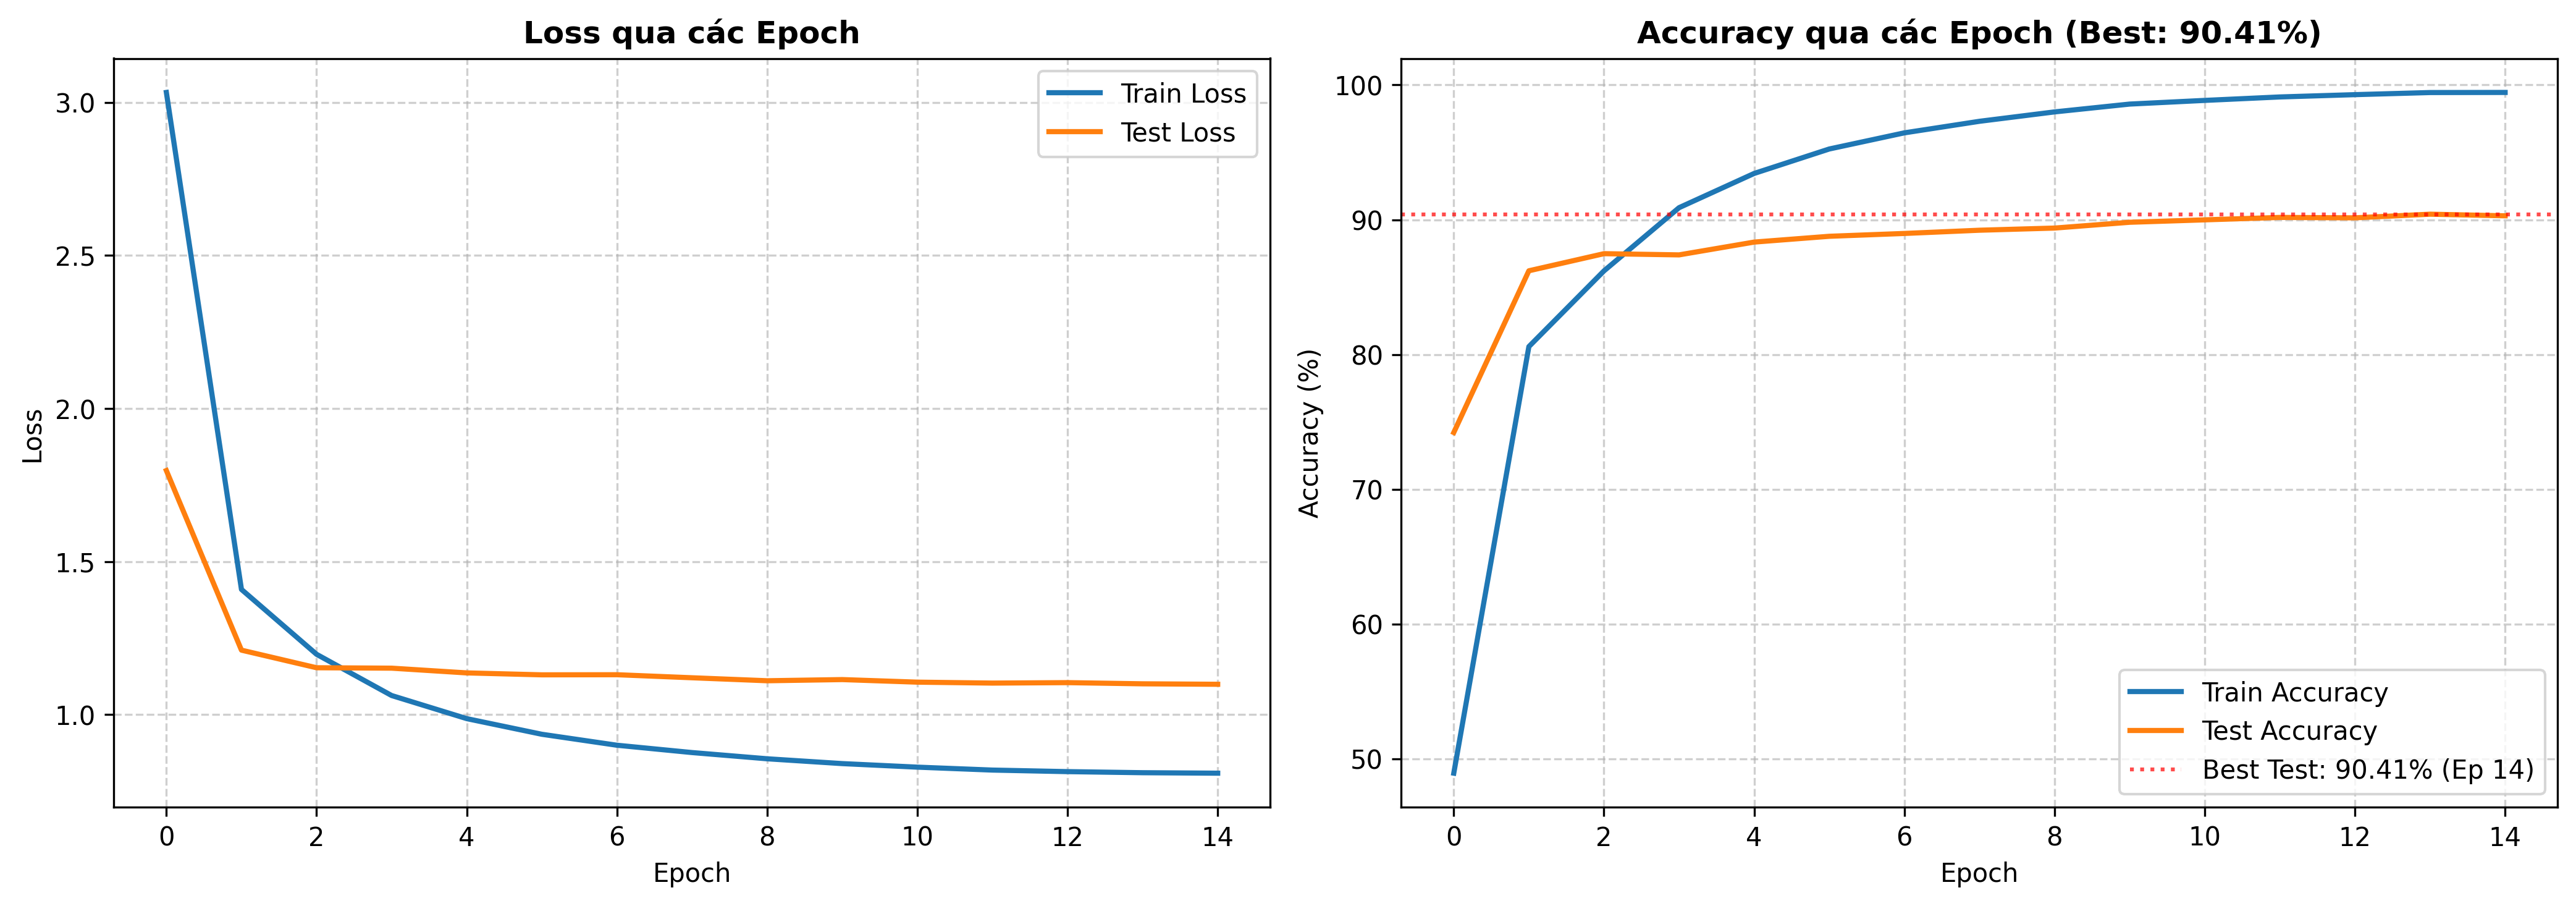 Loss qua các Epoch
3.0
2.5
2.0
1.5
1.0
Loss
Train Loss
Test Loss
0 2 4 6 8 10 12 14
Epoch
Accuracy qua các Epoch (Best: 90.41%)
100
90
80
70
60
50
Accuracy (%)
Train Accuracy
Test Accuracy
Best Test: 90.41% (Ep 14)
0 2 4 6 8 10 12 14
Epoch